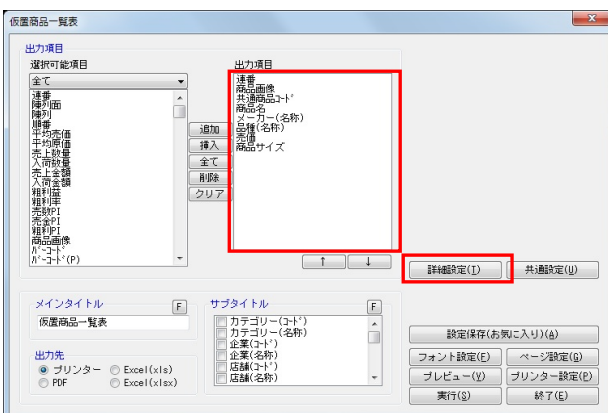 仮置商品一覧表
出力項目
選択可能項目
全て
連番
陳列面
陳列
順番
平均売価
平均原価
売上数量
入荷数量
売上金額
入荷金額
粗利益
粗利率
売数PI
売金PI
粗利PI
商品画像
ﾊﾞｰｺｰﾄﾞ
ﾊﾞｰｺｰﾄﾞ(P)
追加
挿入
全て
削除
クリア
出力項目
連番
商品画像
共通商品ｺｰﾄﾞ
商品名
メーカー(名称)
品種(名称)
売価
商品サイズ
↑
↓
詳細設定(I)
共通設定(U)
メインタイトル
F
仮置商品一覧表
出力先
プリンター
Excel(xls)
PDF
Excel(xlsx)
サブタイトル
F
カテゴリー(ｺｰﾄﾞ)
カテゴリー(名称)
企業(ｺｰﾄﾞ)
企業(名称)
店舗(ｺｰﾄﾞ)
店舗(名称)
設定保存(お気に入り)(A)
フォント設定(F)
ページ設定(G)
プレビュー(V)
プリンター設定(P)
実行(S)
終了(E)